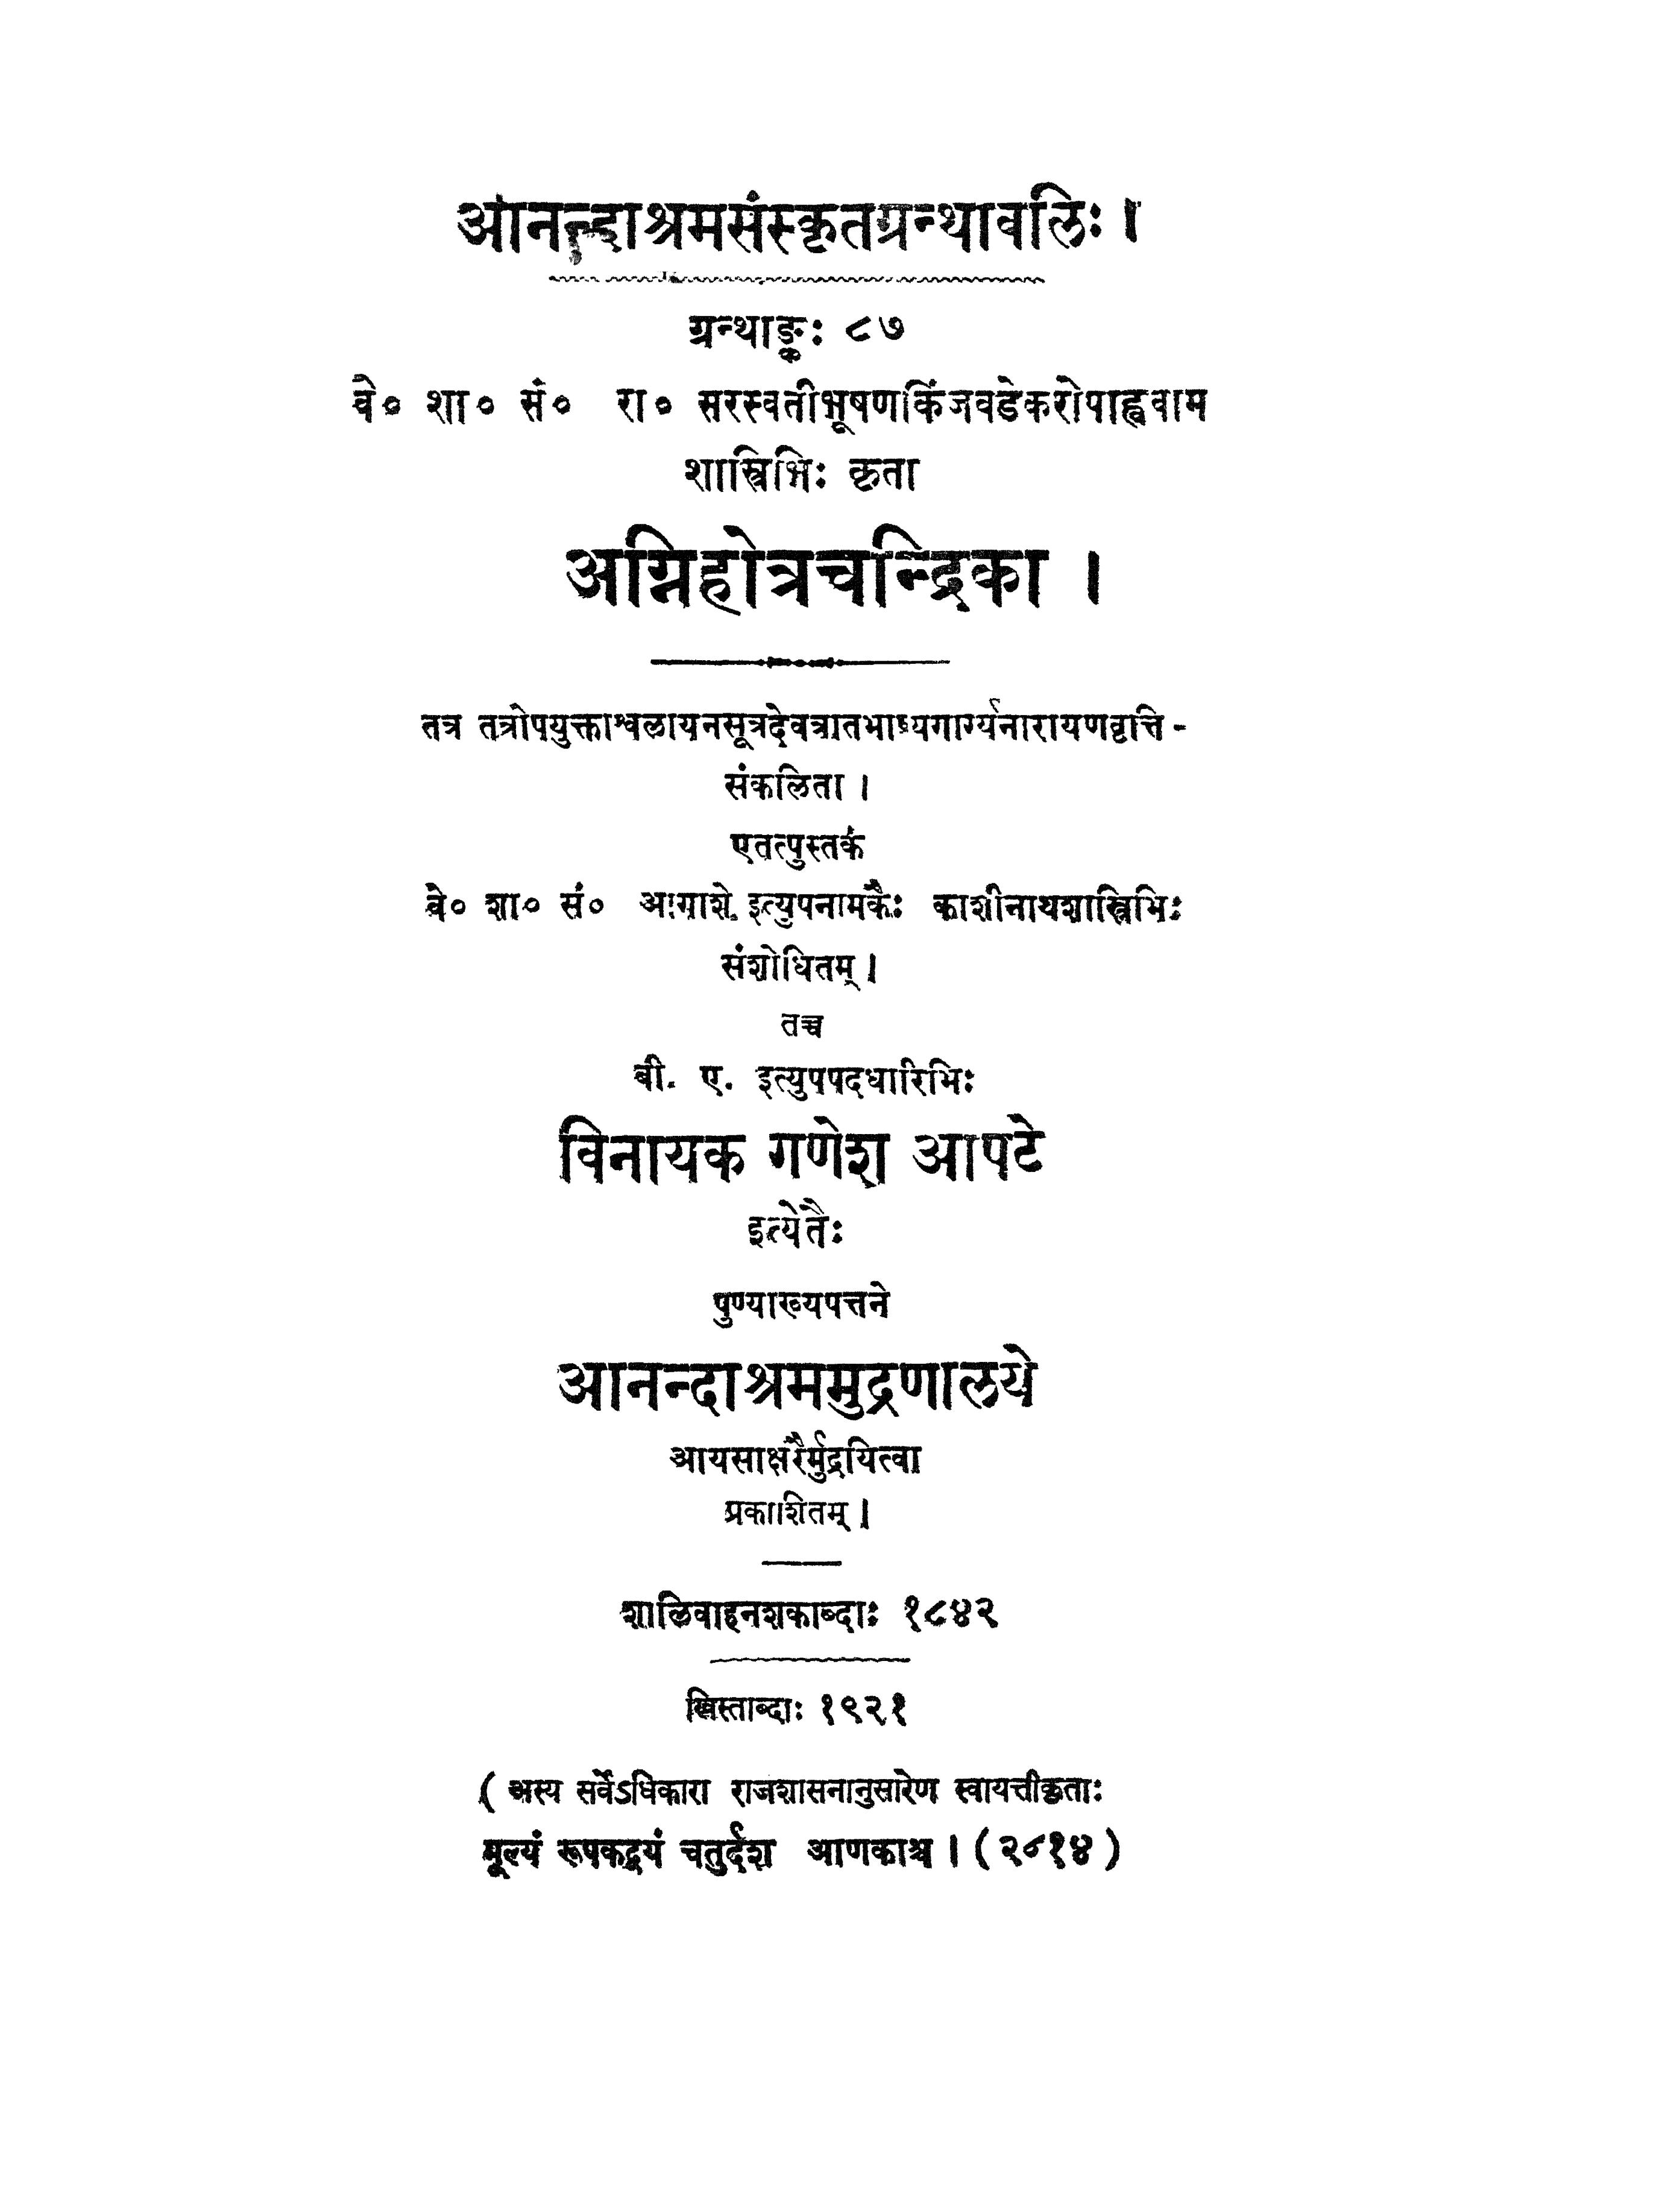 आनन्दाश्रमसंस्कृतग्रन्थावलिः ।
ग्रन्थाङ्कः ८७
वे० शा० सं० रा० सरस्वतीभूषणकिंजवडेकरोपाह्ववाम
शास्त्रिभिः कृता
अग्निहोत्रचन्द्रिका ।
तत्र तत्रोपयुक्ताश्वलायनसूत्रदेवत्रातभाष्यगार्ग्यनारायणवृत्ति-
संकलिता ।
एतत्पुस्तकं
वे० शा० सं० आगाशे इत्युपनामकैः काशीनाथशास्त्रिभिः
संशोधितम् ।
तच्च
बी. ए. इत्युपपदधारिभिः
विनायक गणेश आपटे
इत्येतैः
पुण्याख्यपत्तने
आनन्दाश्रममुद्रणालये
आयसाक्षरैर्मुद्रयित्वा
प्रकाशितम् ।
शालिवाहनशकाब्दाः १८४२
ख्रिस्ताब्दाः १९२१
( अस्य सर्वेऽधिकारा राजशासनानुसारेण स्वायत्तीकृताः
मूल्यं रूपकद्वयं चतुर्दश आणकाश्च । ( २८१४ )